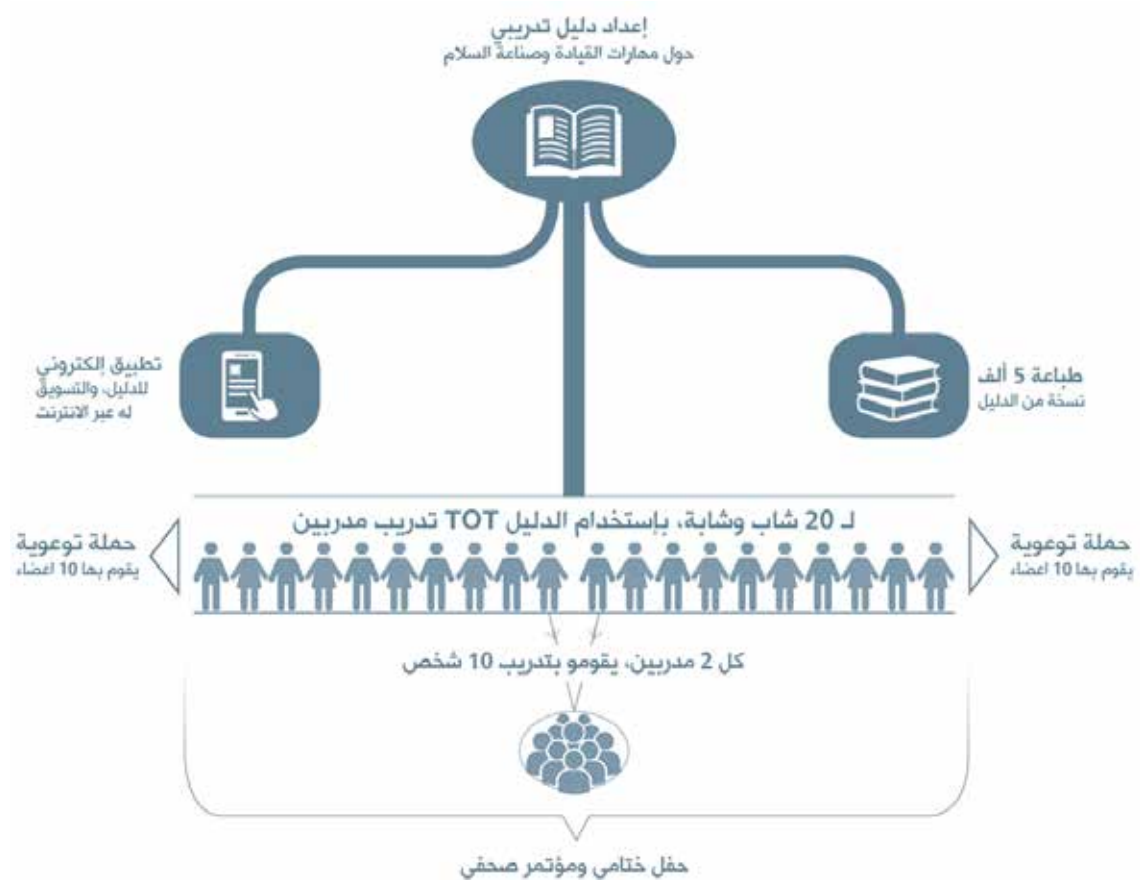 إعداد دليل تدريبي
حول مهارات القيادة وصناعة السلام
طباعة 5 ألف
نسخة من الدليل
تطبيق إلكتروني
للدليل، والتسويق
له عبر الانترنت
لـ 20 شاب وشابة، بإستخدام الدليل TOT تدريب مدربين
حملة توعوية
يقوم بها 10 اعضاء
حملة توعوية
يقوم بها 10 اعضاء
كل 2 مدربين، يقومو بتدريب 10 شخص
حفل ختامي ومؤتمر صحفي